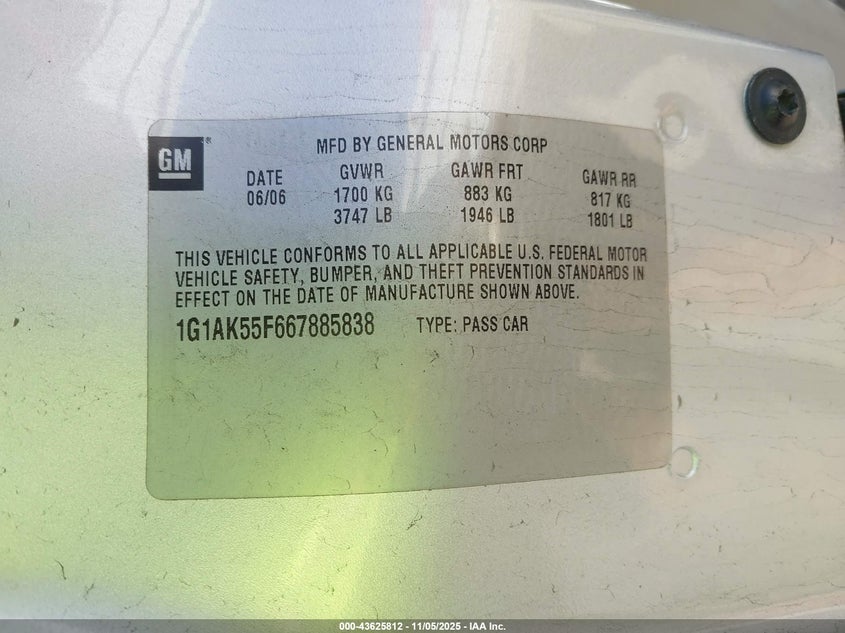 GM
MFD BY GENERAL MOTORS CORP
DATE GVWR GAWR FRT GAWR RR
06/06 1700 KG 883 KG 817 KG
3747 LB 1946 LB 1801 LB
THIS VEHICLE CONFORMS TO ALL APPLICABLE U.S. FEDERAL MOTOR
VEHICLE SAFETY, BUMPER, AND THEFT PREVENTION STANDARDS IN
EFFECT ON THE DATE OF MANUFACTURE SHOWN ABOVE.
1G1AK55F667885838 TYPE: PASS CAR
000-43625812 - 11/05/2025 - IAA Inc.